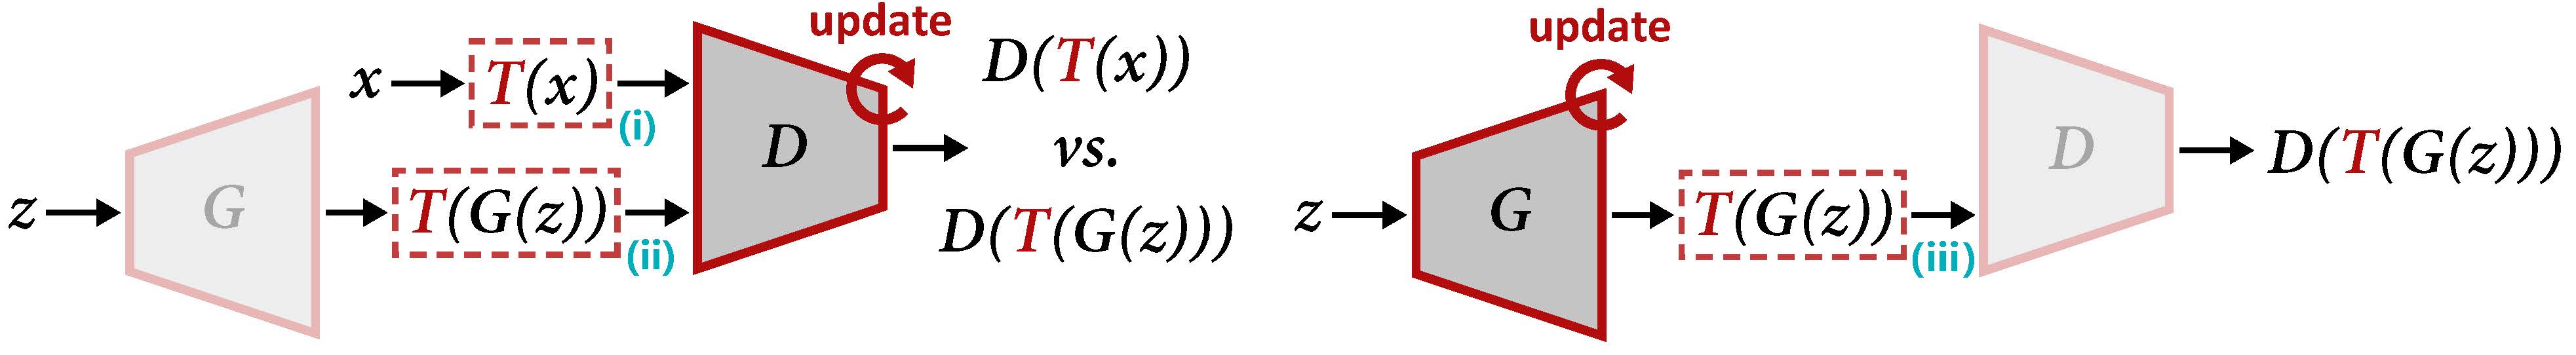 update
x → T(x)
(i)
D
D(T(x))
vs.
D(T(G(z)))
z → G → T(G(z))
(ii)
update
z → G → T(G(z))
(iii)
D → D(T(G(z)))